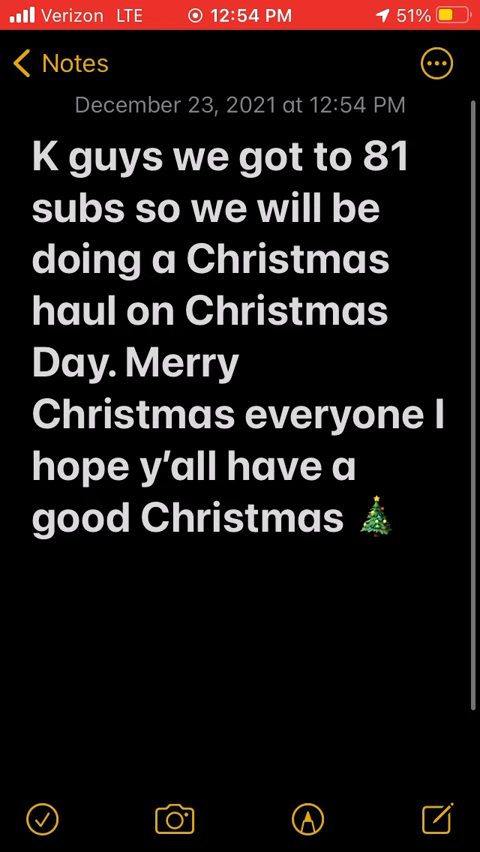 Verizon LTE 12:54 PM 51%
Notes
December 23, 2021 at 12:54 PM
K guys we got to 81
subs so we will be
doing a Christmas
haul on Christmas
Day. Merry
Christmas everyone I
hope y’all have a
good Christmas 🎄